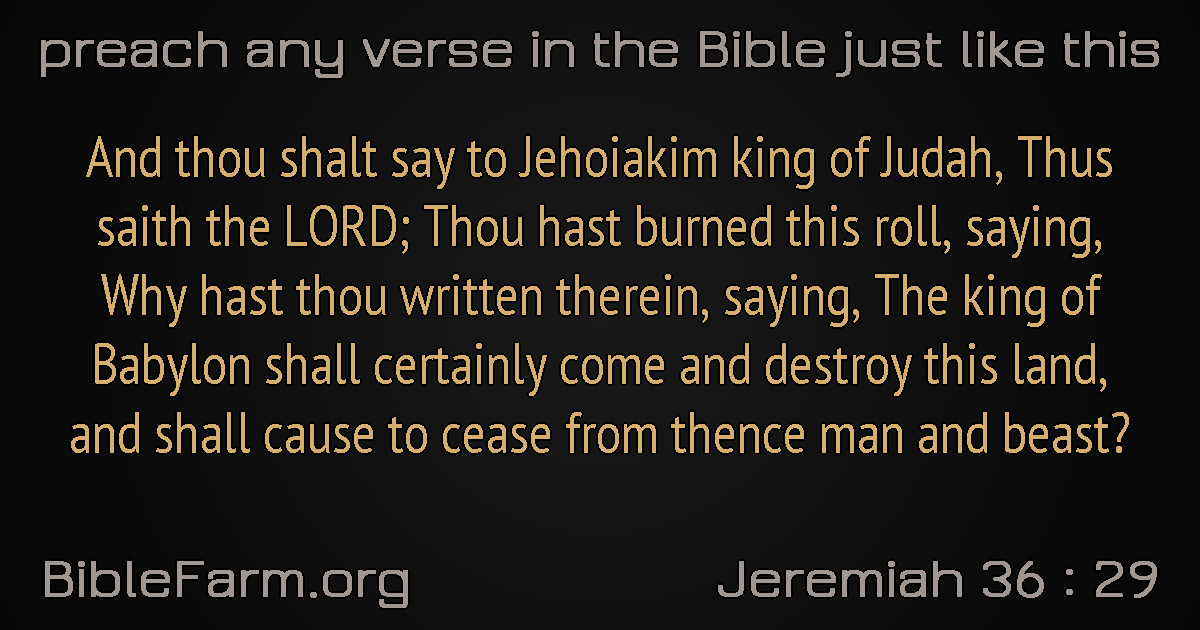 preach any verse in the Bible just like this
And thou shalt say to Jehoiakim king of Judah, Thus
saith the LORD; Thou hast burned this roll, saying,
Why hast thou written therein, saying, The king of
Babylon shall certainly come and destroy this land,
and shall cause to cease from thence man and beast?
BibleFarm.org
Jeremiah 36 : 29